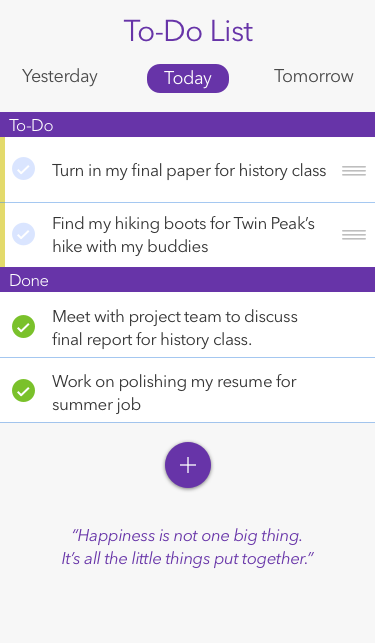 To-Do List
Yesterday
Today
Tomorrow
To-Do
Turn in my final paper for history class
Find my hiking boots for Twin Peak’s
hike with my buddies
Done
Meet with project team to discuss
final report for history class.
Work on polishing my resume for
summer job
“Happiness is not one big thing.
It’s all the little things put together.”